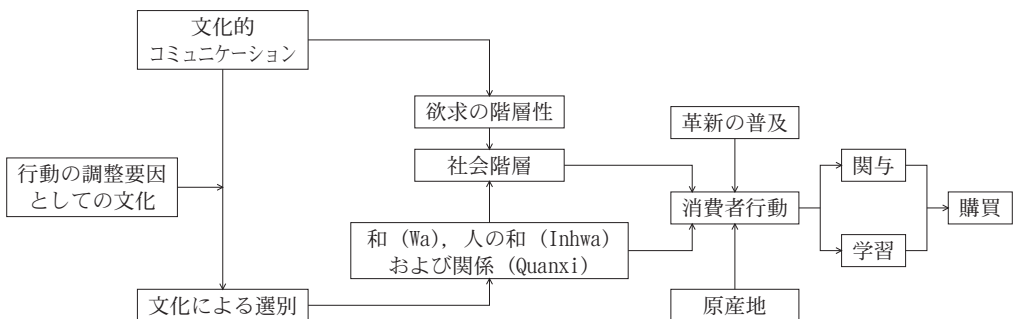 文化的
コミュニケーション
欲求の階層性
革新の普及
行動の調整要因
としての文化
社会階層
関与
消費者行動
購買
和 (Wa), 人の和 (Inhwa)
および関係 (Quanxi)
学習
文化による選別
原産地